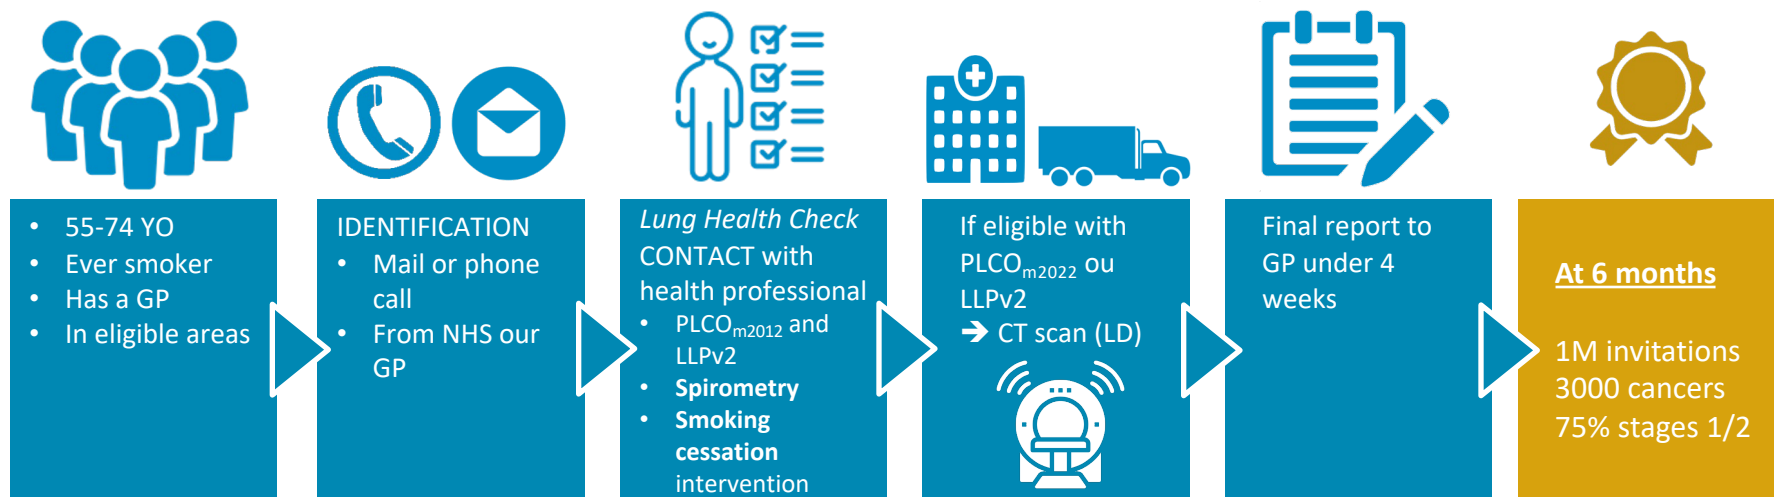 • 55-74 YO
• Ever smoker
• Has a GP
• In eligible areas
IDENTIFICATION
• Mail or phone
call
• From NHS our
GP
Lung Health Check
CONTACT with
health professional
• PLCOm2012 and
LLPv2
• Spirometry
• Smoking
cessation
intervention
If eligible with
PLCOm2022 ou
LLPv2
➔ CT scan (LD)
Final report to
GP under 4
weeks
At 6 months
1M invitations
3000 cancers
75% stages 1/2